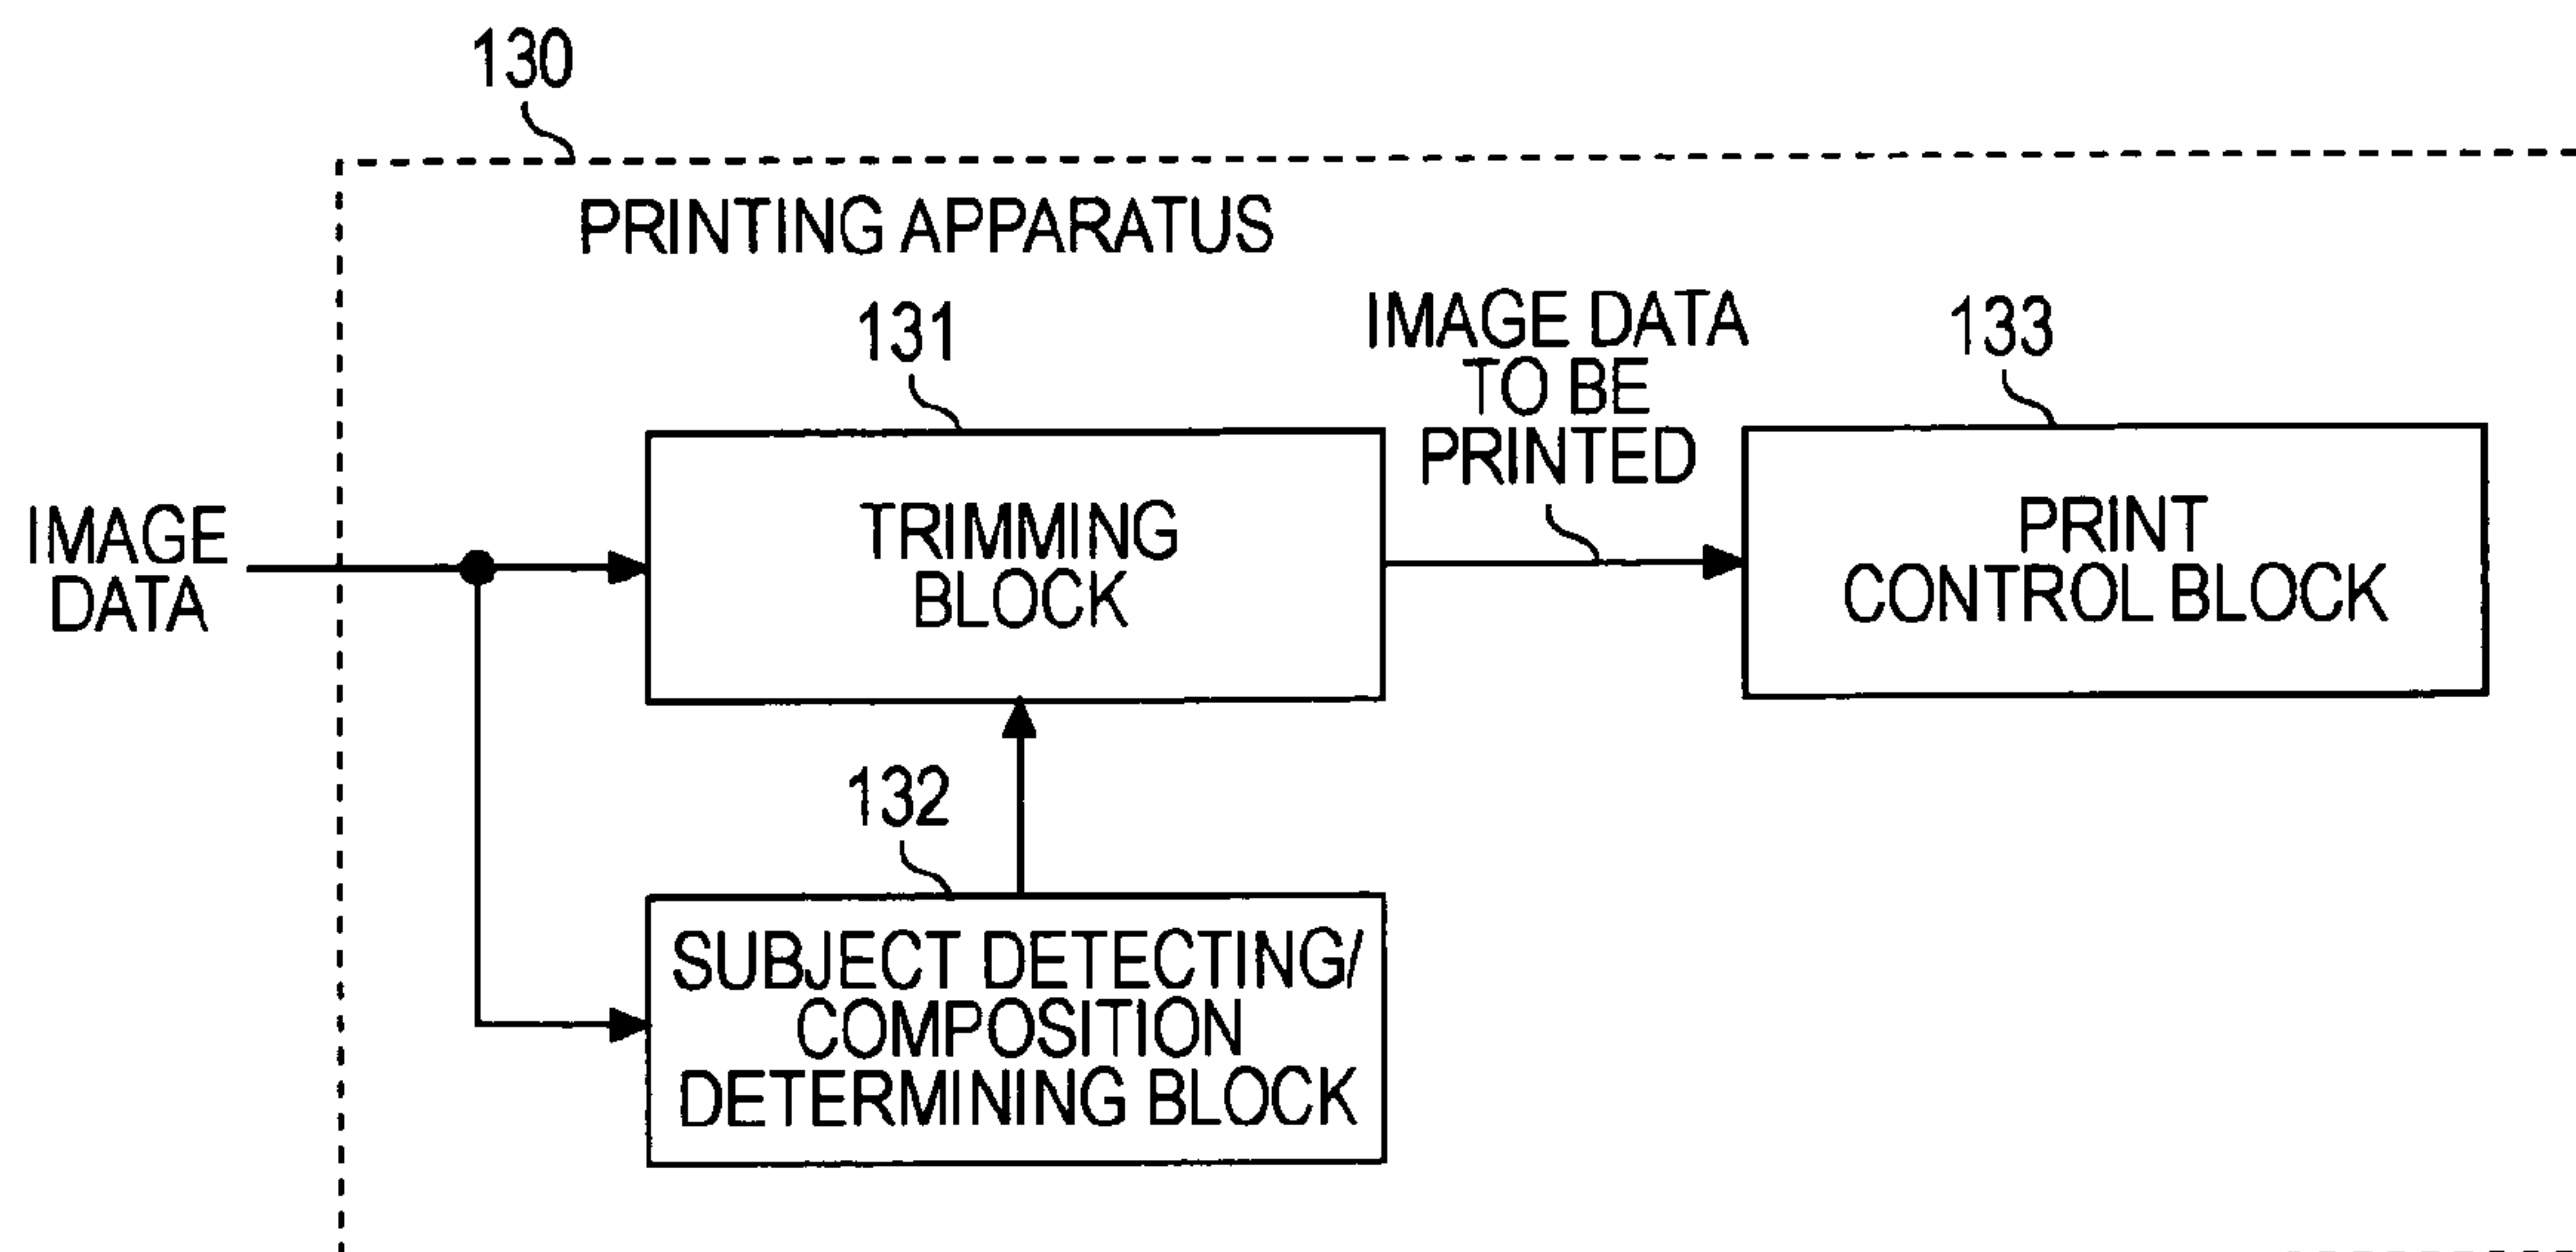 130
PRINTING APPARATUS
131
IMAGE DATA
TO BE
PRINTED
133
IMAGE
DATA
TRIMMING
BLOCK
PRINT
CONTROL BLOCK
132
SUBJECT DETECTING/
COMPOSITION
DETERMINING BLOCK